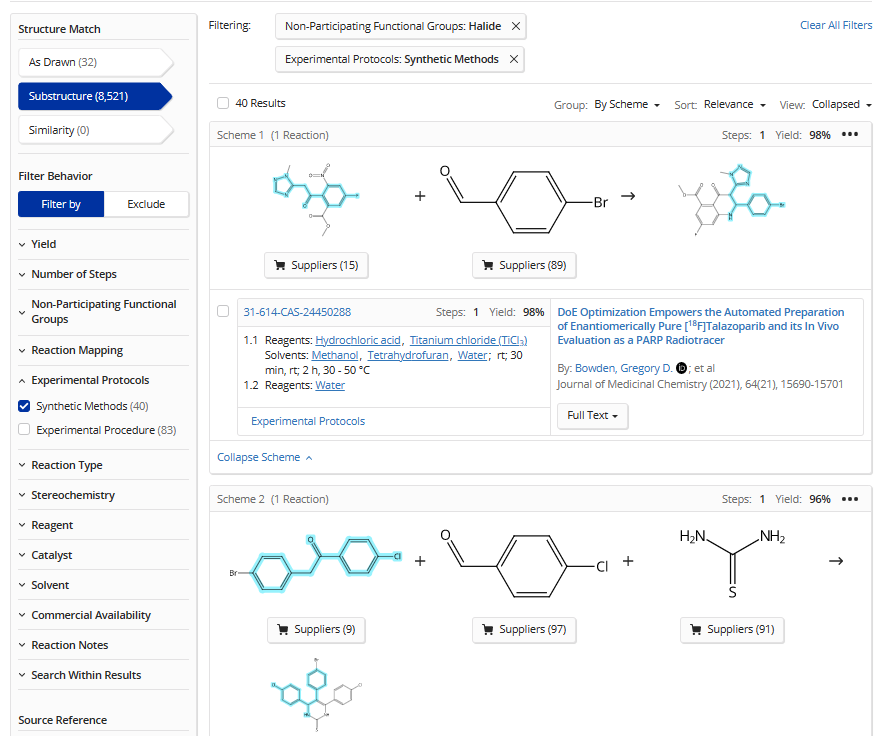 Structure Match
As Drawn (32)
Substructure (8,521)
Similarity (0)
Filter Behavior
Filter by
Exclude
Yield
Number of Steps
Non-Participating Functional
Groups
Reaction Mapping
Experimental Protocols
Synthetic Methods (40)
Experimental Procedure (83)
Reaction Type
Stereochemistry
Reagent
Catalyst
Solvent
Commercial Availability
Reaction Notes
Search Within Results
Source Reference
Filtering:
Non-Participating Functional Groups: Halide ×
Clear All Filters
Experimental Protocols: Synthetic Methods ×
40 Results
Group: By Scheme
Sort: Relevance
View: Collapsed
Scheme 1 (1 Reaction)
Steps: 1 Yield: 98% •••
+
O
Br
→
Suppliers (15)
Suppliers (89)
31-614-CAS-24450288
Steps: 1 Yield: 98%
1.1 Reagents: Hydrochloric acid, Titanium chloride (TiCl₃)
Solvents: Methanol, Tetrahydrofuran, Water; rt; 30
min, rt; 2 h, 30 - 50 °C
1.2 Reagents: Water
Experimental Protocols
DoE Optimization Empowers the Automated Preparation
of Enantiomerically Pure [¹⁸F]Talazoparib and its In Vivo
Evaluation as a PARP Radiotracer
By: Bowden, Gregory D. iD; et al
Journal of Medicinal Chemistry (2021), 64(21), 15690-15701
Full Text
Collapse Scheme
Scheme 2 (1 Reaction)
Steps: 1 Yield: 96% •••
Br
O
Cl
+
O
Cl
+
H₂N
NH₂
S
→
Suppliers (9)
Suppliers (97)
Suppliers (91)